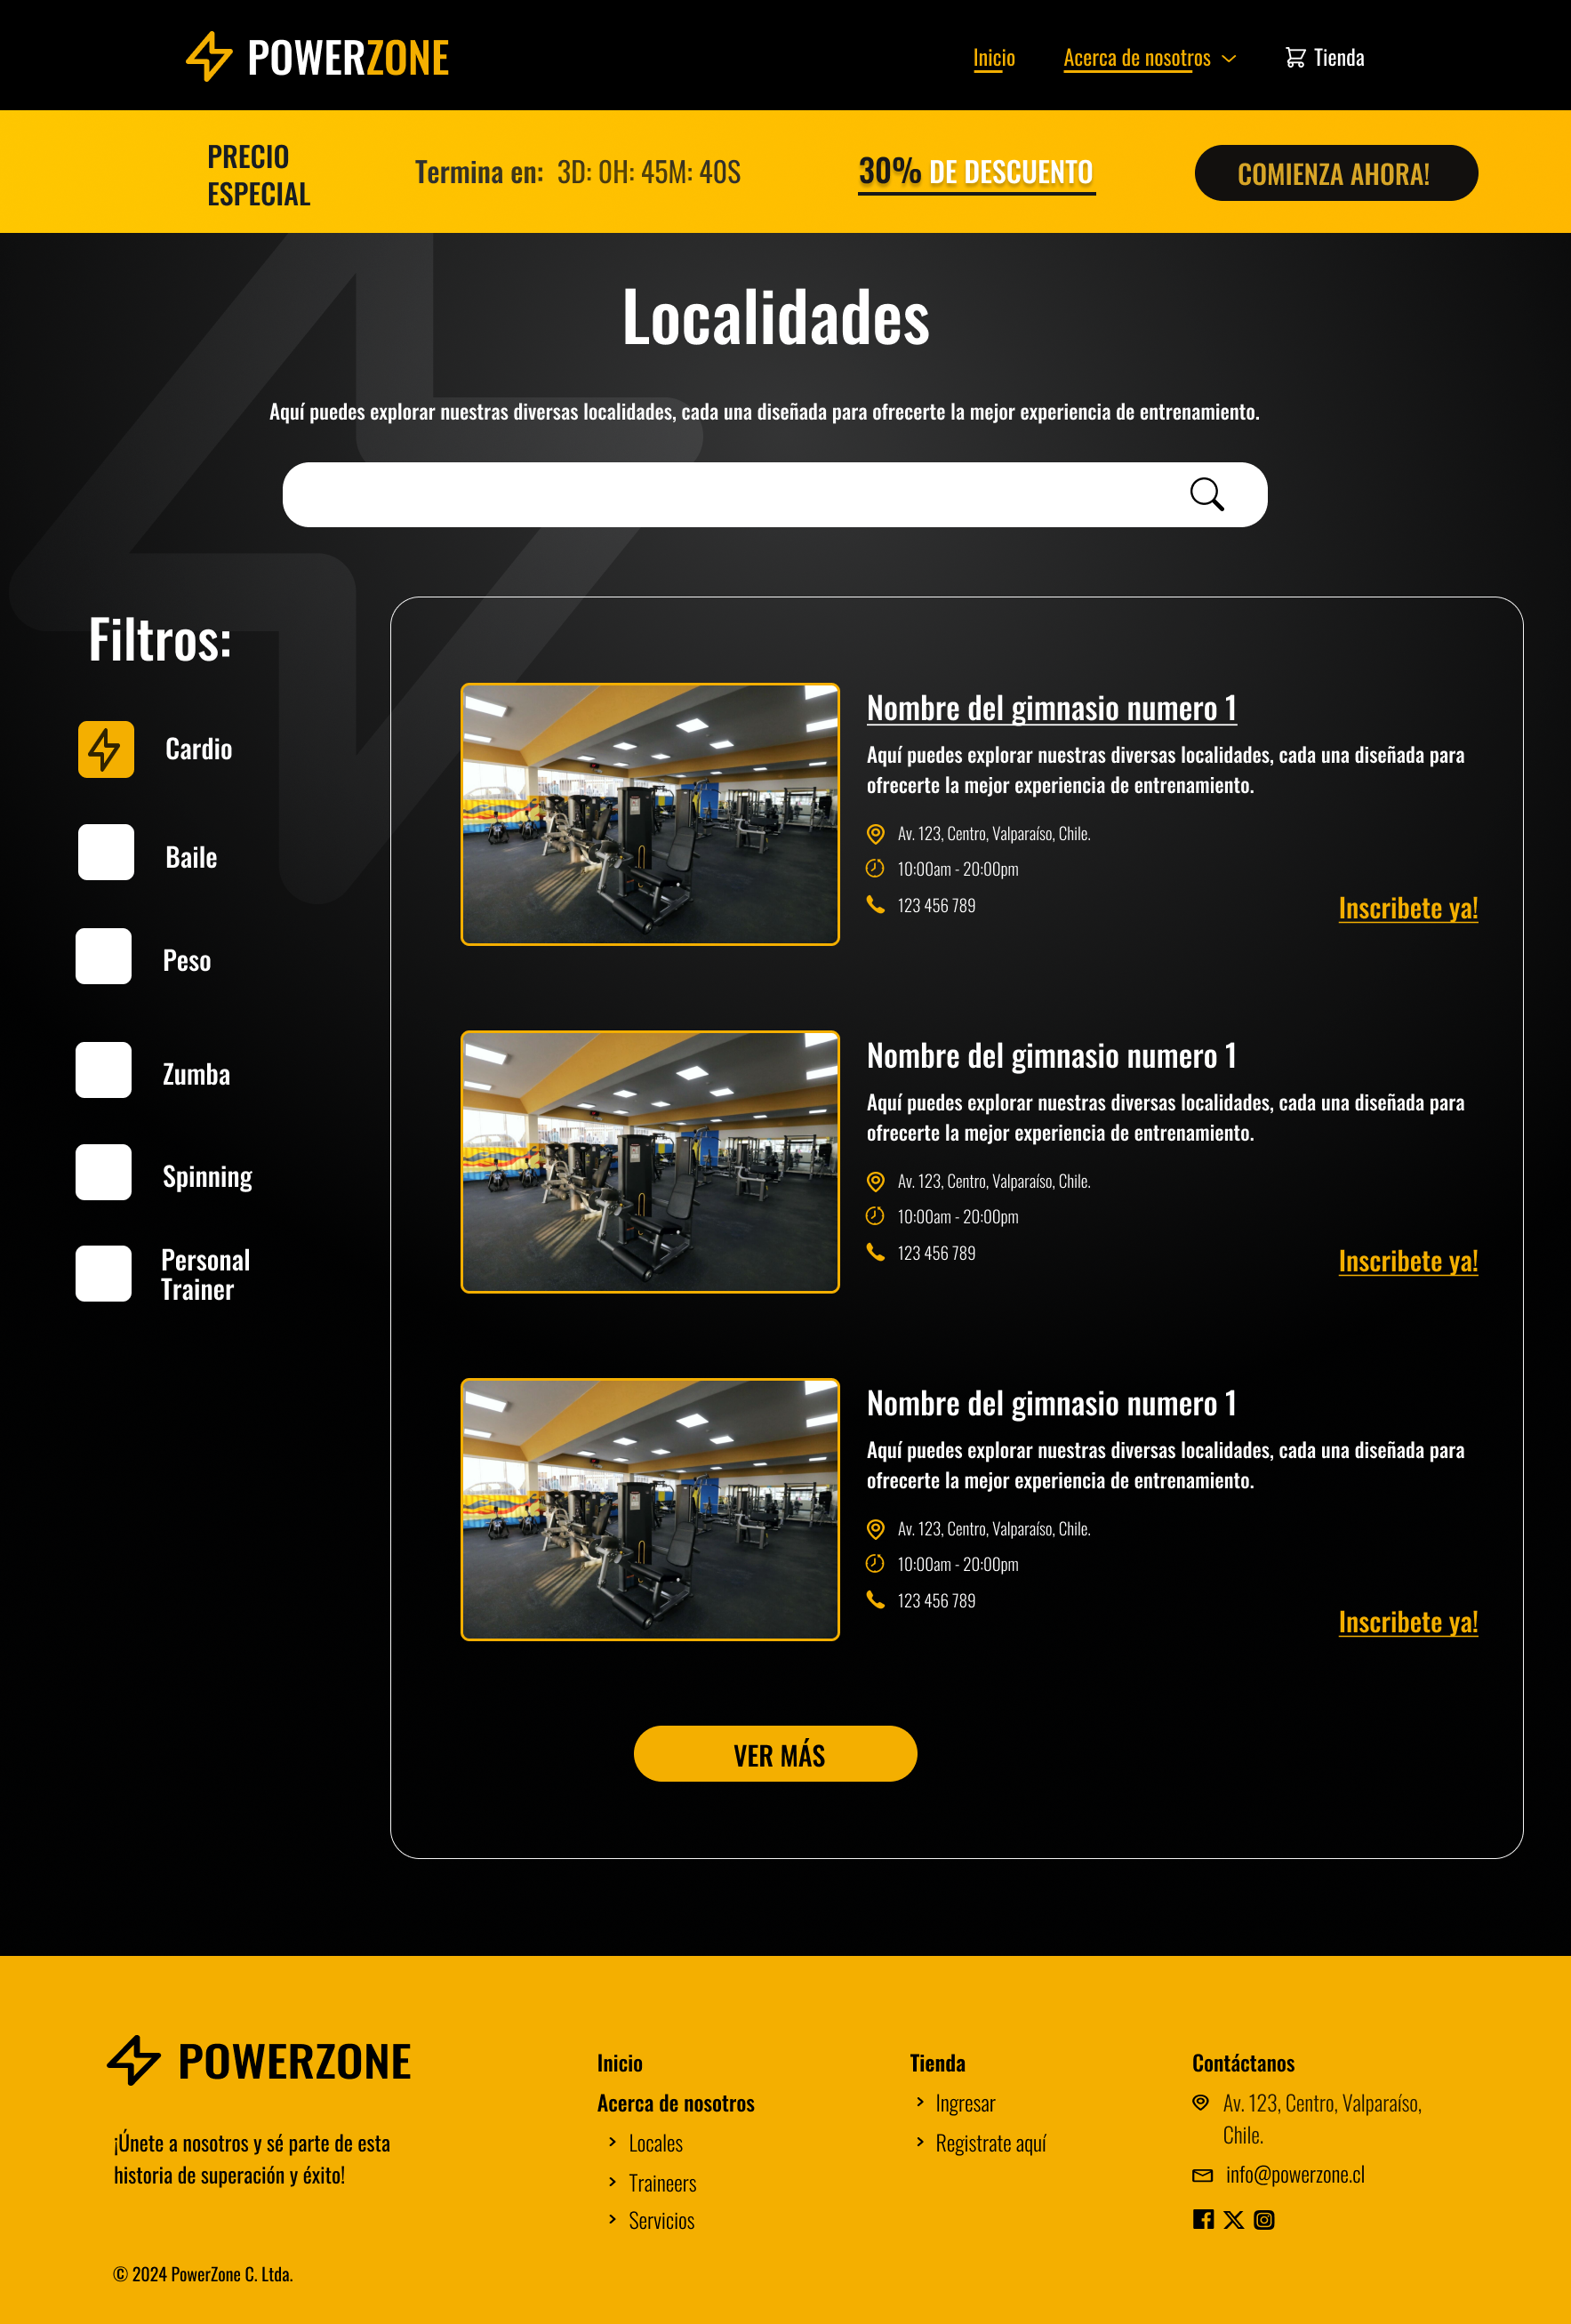 POWERZONE
Inicio
Acerca de nosotros
Tienda
PRECIO
ESPECIAL
Termina en: 3D: 0H: 45M: 40S
30% DE DESCUENTO
COMIENZA AHORA!
Localidades
Aquí puedes explorar nuestras diversas localidades, cada una diseñada para ofrecerte la mejor experiencia de entrenamiento.
Filtros:
Cardio
Baile
Peso
Zumba
Spinning
Personal
Trainer
Nombre del gimnasio numero 1
Aquí puedes explorar nuestras diversas localidades, cada una diseñada para
ofrecerte la mejor experiencia de entrenamiento.
Av. 123, Centro, Valparaíso, Chile.
10:00am - 20:00pm
123 456 789
Inscribete ya!
Nombre del gimnasio numero 1
Aquí puedes explorar nuestras diversas localidades, cada una diseñada para
ofrecerte la mejor experiencia de entrenamiento.
Av. 123, Centro, Valparaíso, Chile.
10:00am - 20:00pm
123 456 789
Inscribete ya!
Nombre del gimnasio numero 1
Aquí puedes explorar nuestras diversas localidades, cada una diseñada para
ofrecerte la mejor experiencia de entrenamiento.
Av. 123, Centro, Valparaíso, Chile.
10:00am - 20:00pm
123 456 789
Inscribete ya!
VER MÁS
POWERZONE
¡Únete a nosotros y sé parte de esta
historia de superación y éxito!
© 2024 PowerZone C. Ltda.
Inicio
Acerca de nosotros
Locales
Traineers
Servicios
Tienda
Ingresar
Registrate aquí
Contáctanos
Av. 123, Centro, Valparaíso,
Chile.
info@powerzone.cl